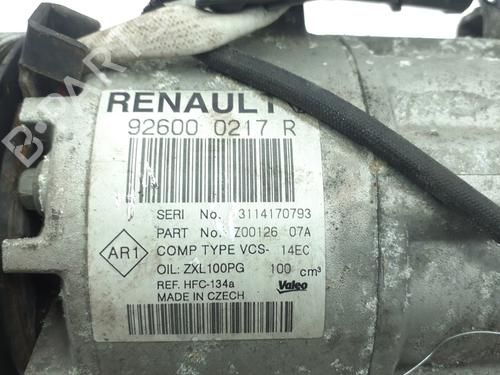 RENAULT
92600 0217 R
SERI No. 3114170793
PART No. Z00126 07A
AR1
COMP TYPE VCS- 14EC
OIL: ZXL100PG 100 cm³
REF. HFC-134a
Valeo
MADE IN CZECH
B-PARTS